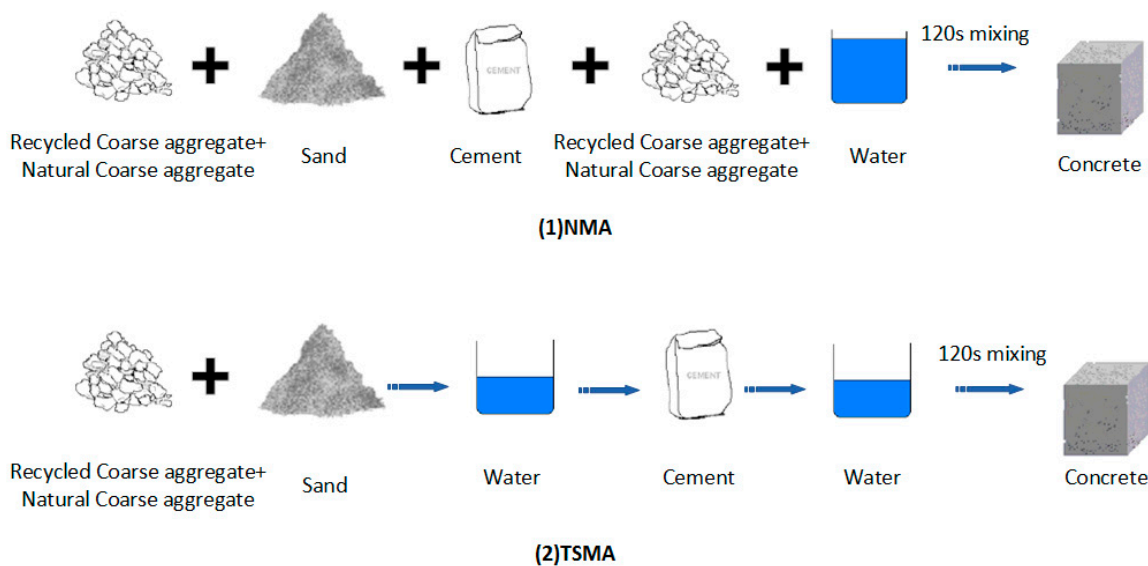 120s mixing
CEMENT
Recycled Coarse aggregate+
Natural Coarse aggregate
Sand
Cement
Recycled Coarse aggregate+
Natural Coarse aggregate
Water
Concrete
(1)NMA
120s mixing
CEMENT
Recycled Coarse aggregate+
Natural Coarse aggregate
Sand
Water
Cement
Water
Concrete
(2)TSMA